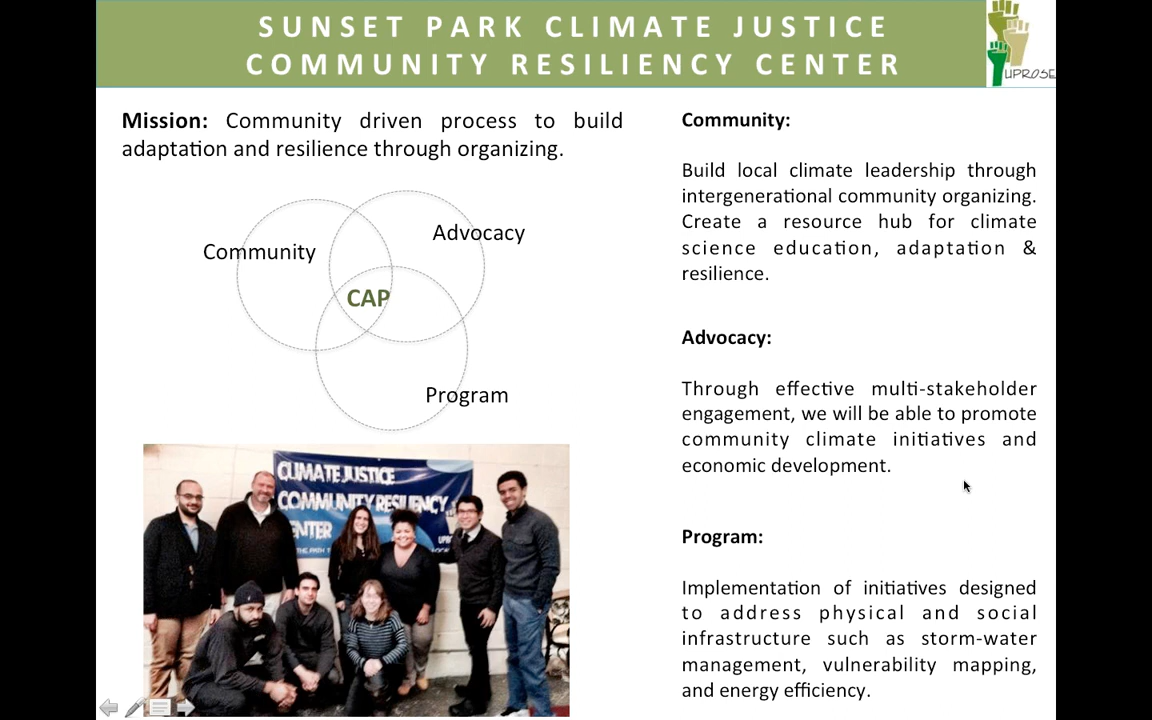 SUNSET PARK CLIMATE JUSTICE
COMMUNITY RESILIENCY CENTER
UPROSE
Mission: Community driven process to build
adaptation and resilience through organizing.
Community
Advocacy
CAP
Program
CLIMATE JUSTICE
COMMUNITY RESILIENCY
ENTER
Community:
Build local climate leadership through
intergenerational community organizing.
Create a resource hub for climate
science education, adaptation &
resilience.
Advocacy:
Through effective multi-stakeholder
engagement, we will be able to promote
community climate initiatives and
economic development.
Program:
Implementation of initiatives designed
to address physical and social
infrastructure such as storm-water
management, vulnerability mapping,
and energy efficiency.